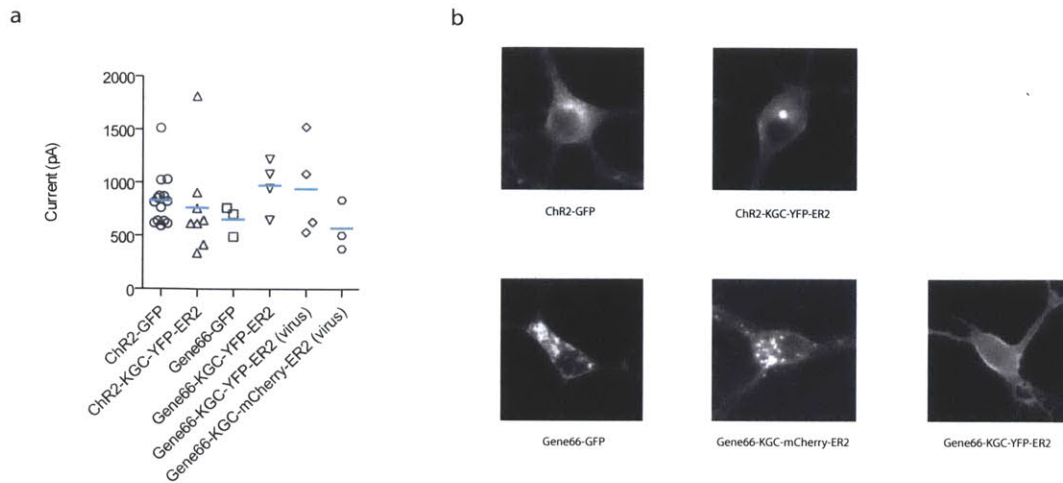 a
2000
1500
1000
500
0
Current (pA)
ChR2-GFP
ChR2-KGC-YFP-ER2
Gene66-GFP
Gene66-KGC-YFP-ER2
Gene66-KGC-YFP-ER2 (virus)
Gene66-KGC-mCherry-ER2 (virus)
b
ChR2-GFP
ChR2-KGC-YFP-ER2
Gene66-GFP
Gene66-KGC-mCherry-ER2
Gene66-KGC-YFP-ER2